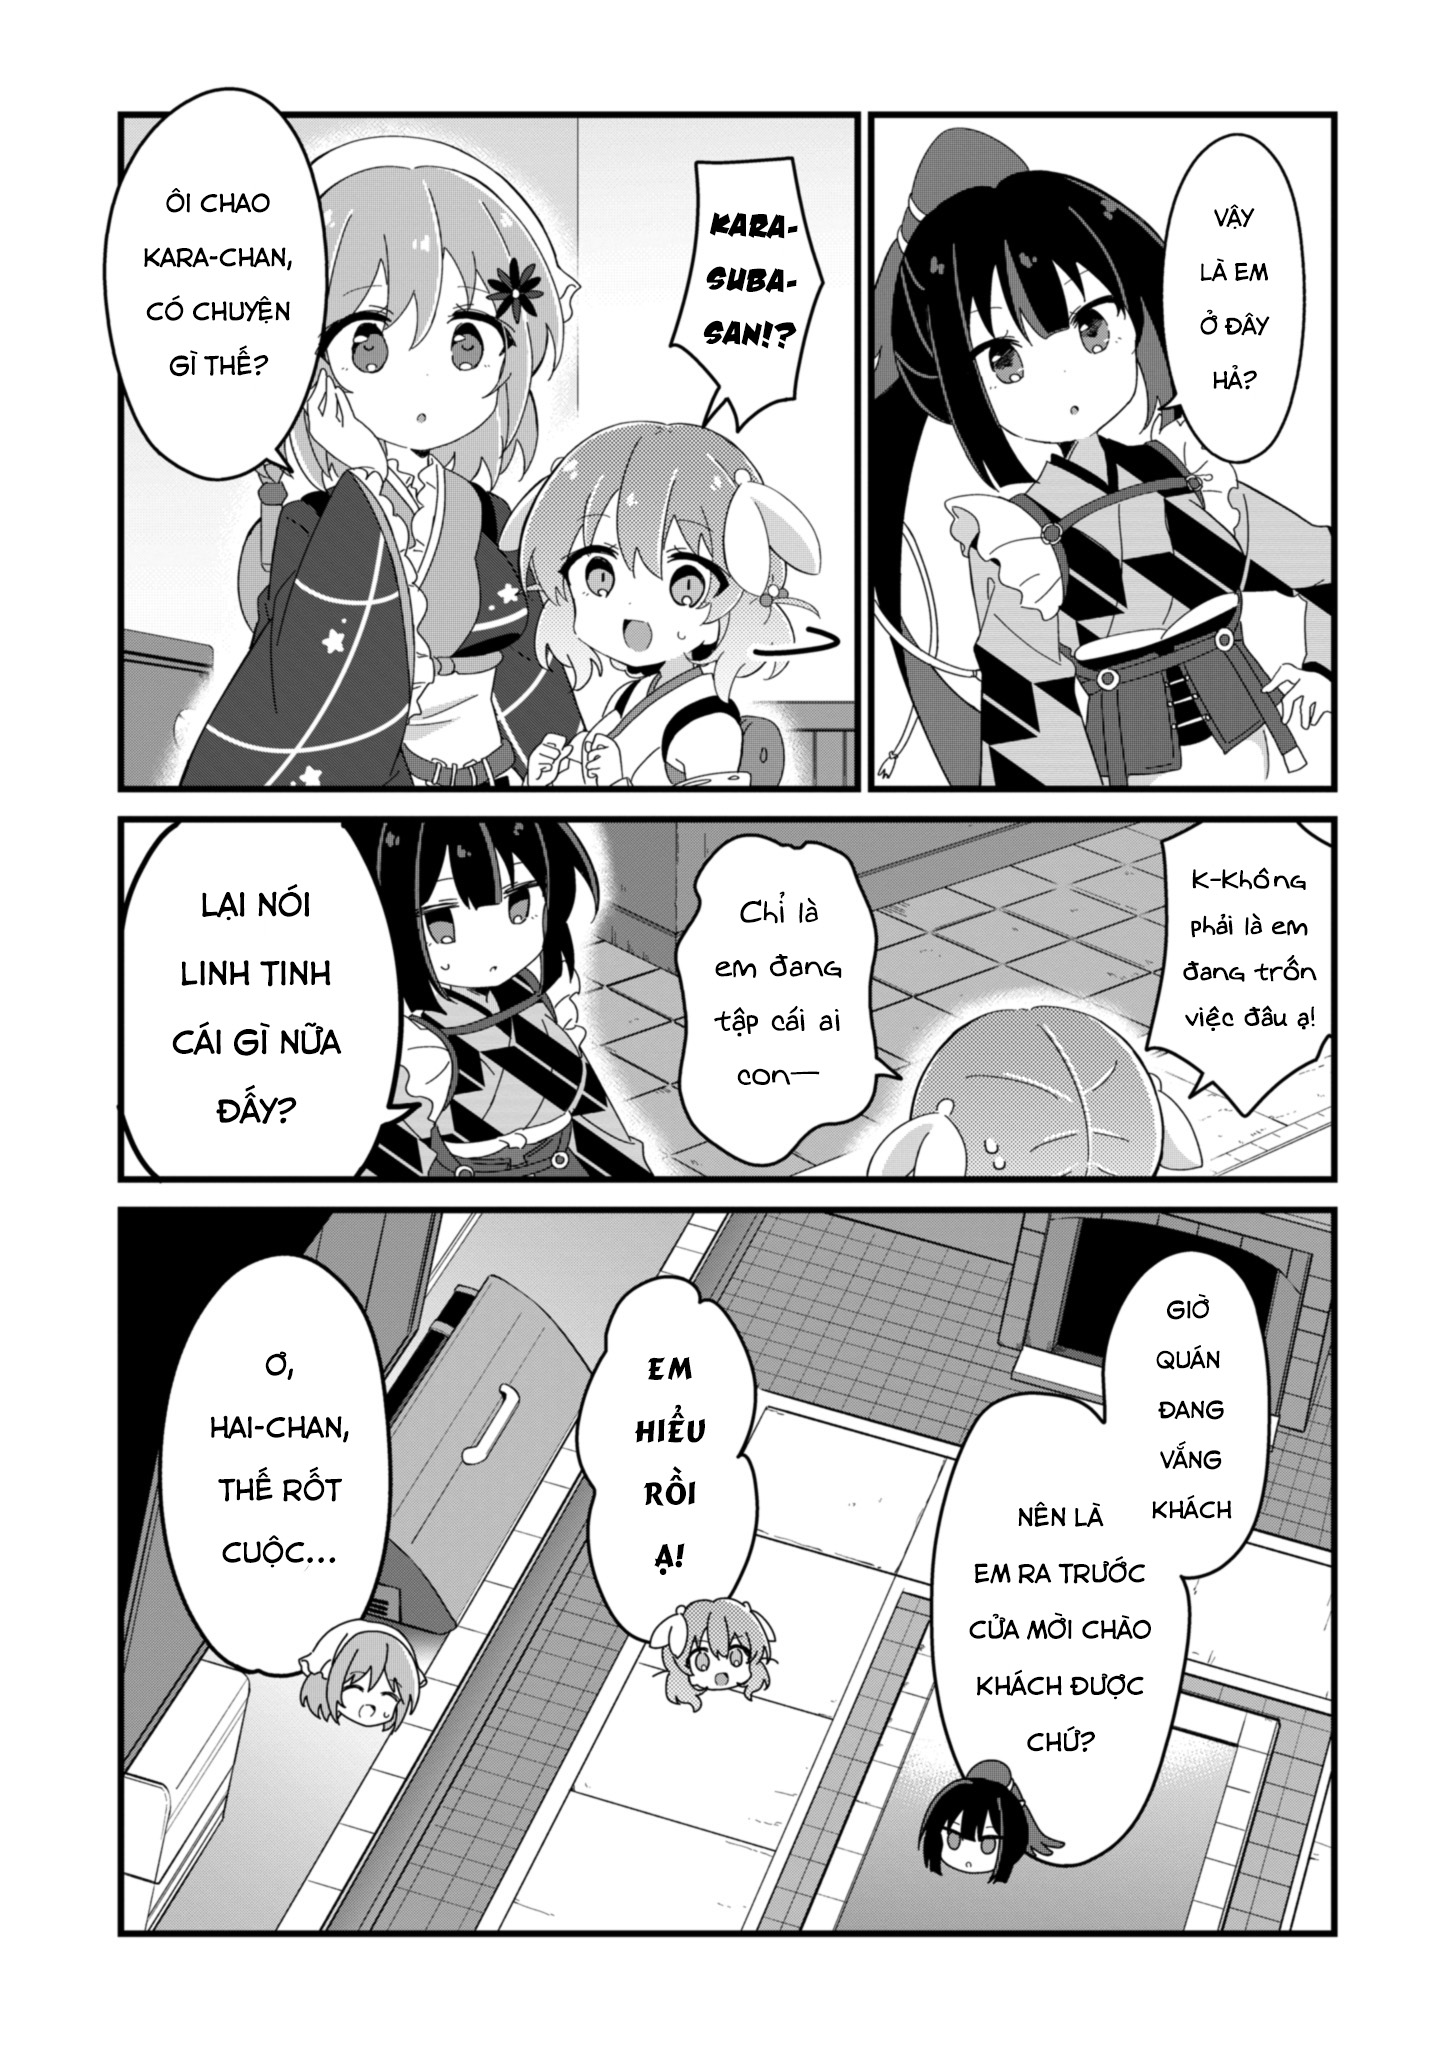 VẬY
LÀ EM
Ở ĐÂY
HẢ?
KARA-
SUBA-
SAN!?
ÔI CHAO
KARA-CHAN,
CÓ CHUYỆN
GÌ THẾ?
K-Không
phải là em
đang trốn
việc đâu ạ!
Chỉ là
em đang
tập cái ai
con—
LẠI NÓI
LINH TINH
CÁI GÌ NỮA
ĐẤY?
GIỜ
QUÁN
ĐANG
VẮNG
KHÁCH
NÊN LÀ
EM RA TRƯỚC
CỬA MỜI CHÀO
KHÁCH ĐƯỢC
CHỨ?
EM
HIỂU
RỒI
Ạ!
Ơ,
HAI-CHAN,
THẾ RỐT
CUỘC...